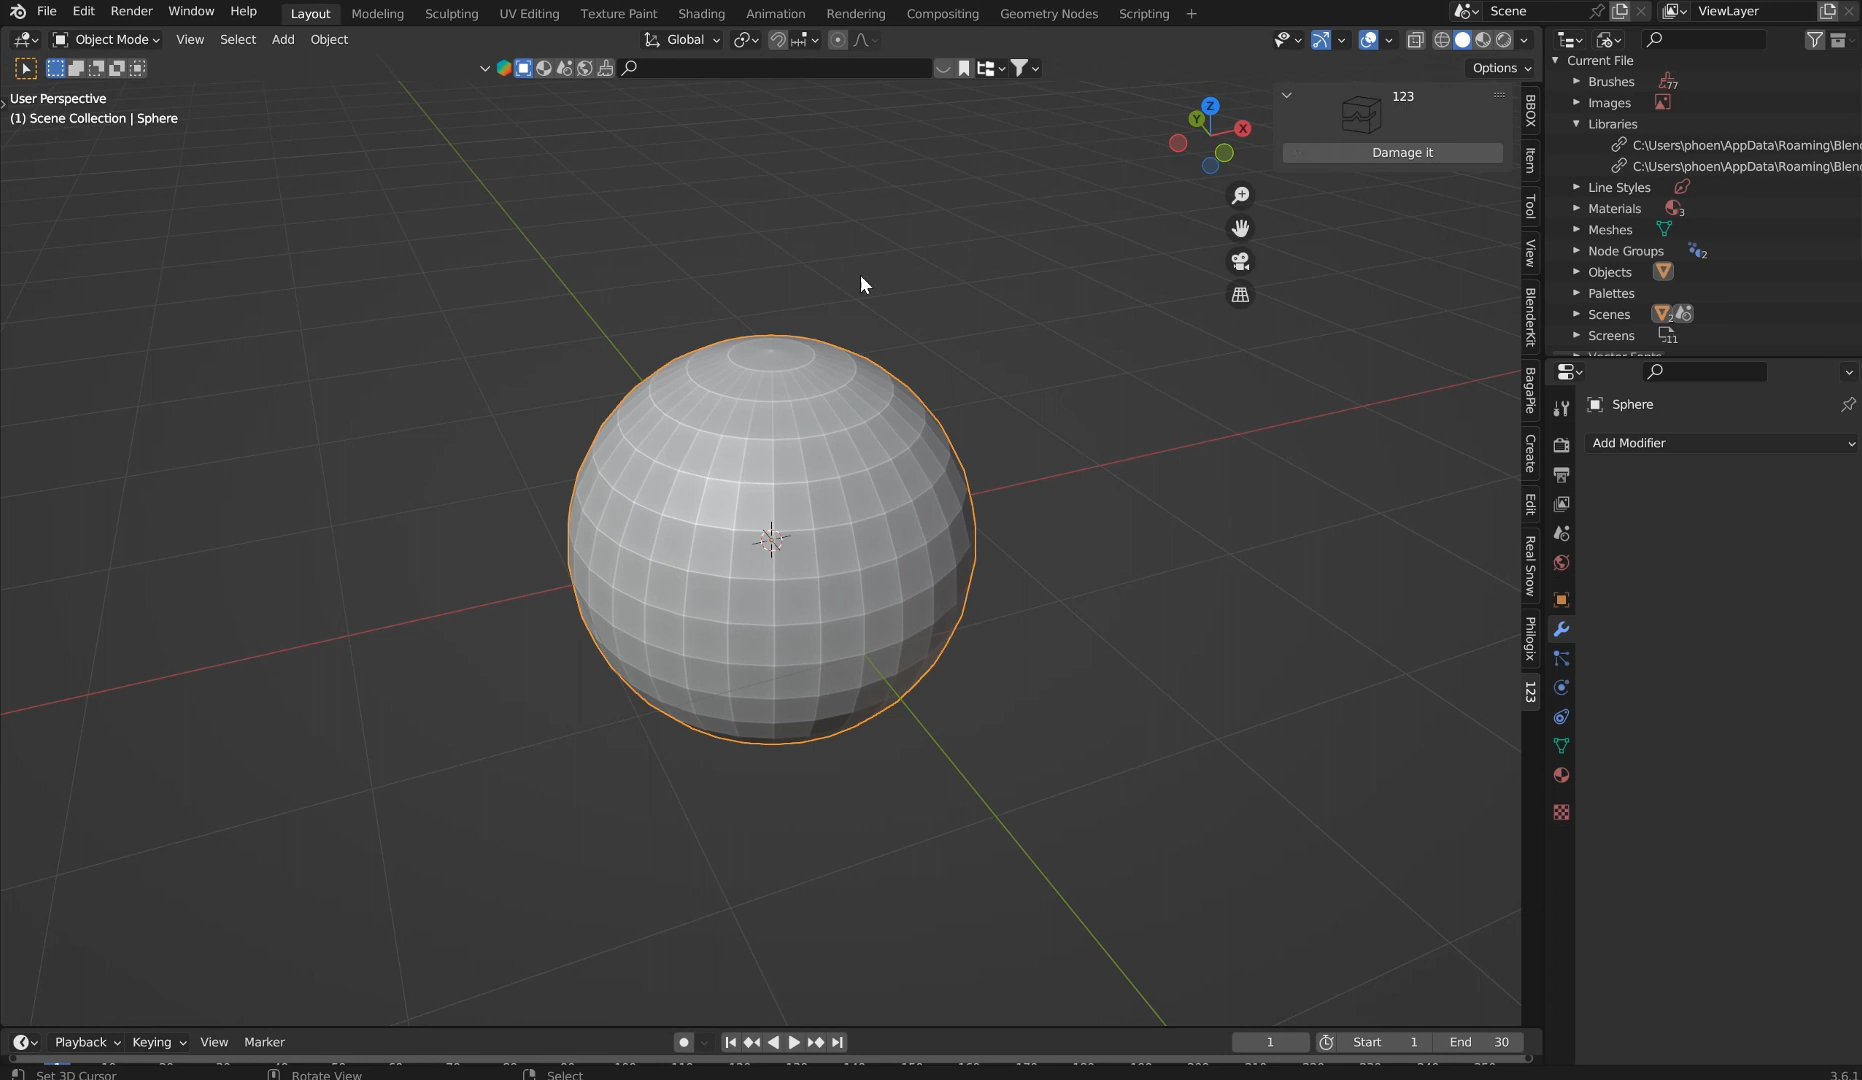 File Edit Render Window Help Layout Modeling Sculpting UV Editing Texture Paint Shading Animation Rendering Compositing Geometry Nodes Scripting + Scene ViewLayer
Object Mode View Select Add Object Global
Options
User Perspective
(1) Scene Collection | Sphere
Z
Y
X
123
Damage it
BBOX
Item
Tool
View
BlenderKit
BagaPie
Create
Edit
Real Snow
Philogix
123
Current File
Brushes 77
Images
Libraries
C:\Users\phoen\AppData\Roaming\Blen
C:\Users\phoen\AppData\Roaming\Blen
Line Styles
Materials 3
Meshes
Node Groups 2
Objects
Palettes
Scenes 2
Screens 11
Sphere
Add Modifier
Playback Keying View Marker 1 Start 1 End 30
Set 3D Cursor Rotate View Select 3.6.1